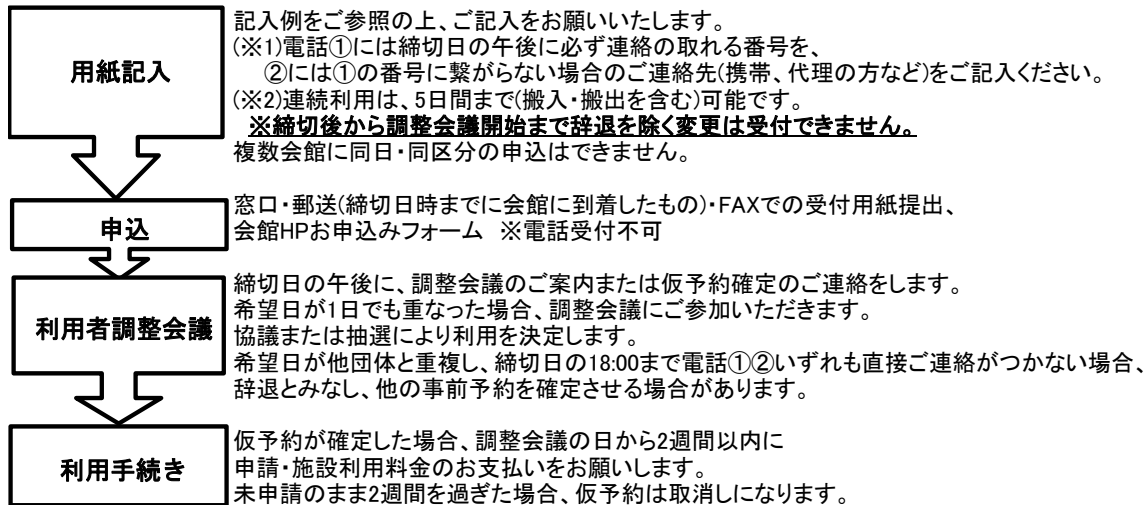 用紙記入
記入例をご参照の上、ご記入をお願いいたします。
(※1)電話①には締切日の午後に必ず連絡の取れる番号を、
②には①の番号に繋がらない場合のご連絡先(携帯、代理の方など)をご記入ください。
(※2)連続利用は、5日間まで(搬入・搬出を含む)可能です。
※締切後から調整会議開始まで辞退を除く変更は受付できません。
複数会館に同日・同区分の申込はできません。
申込
窓口・郵送(締切日時までに会館に到着したもの)・FAXでの受付用紙提出、
会館HPお申込みフォーム ※電話受付不可
利用者調整会議
締切日の午後に、調整会議のご案内または仮予約確定のご連絡をします。
希望日が1日でも重なった場合、調整会議にご参加いただきます。
協議または抽選により利用を決定します。
希望日が他団体と重複し、締切日の18:00まで電話①②いずれも直接ご連絡がつかない場合、
辞退とみなし、他の事前予約を確定させる場合があります。
利用手続き
仮予約が確定した場合、調整会議の日から2週間以内に
申請・施設利用料金のお支払いをお願いします。
未申請のまま2週間を過ぎた場合、仮予約は取消しになります。